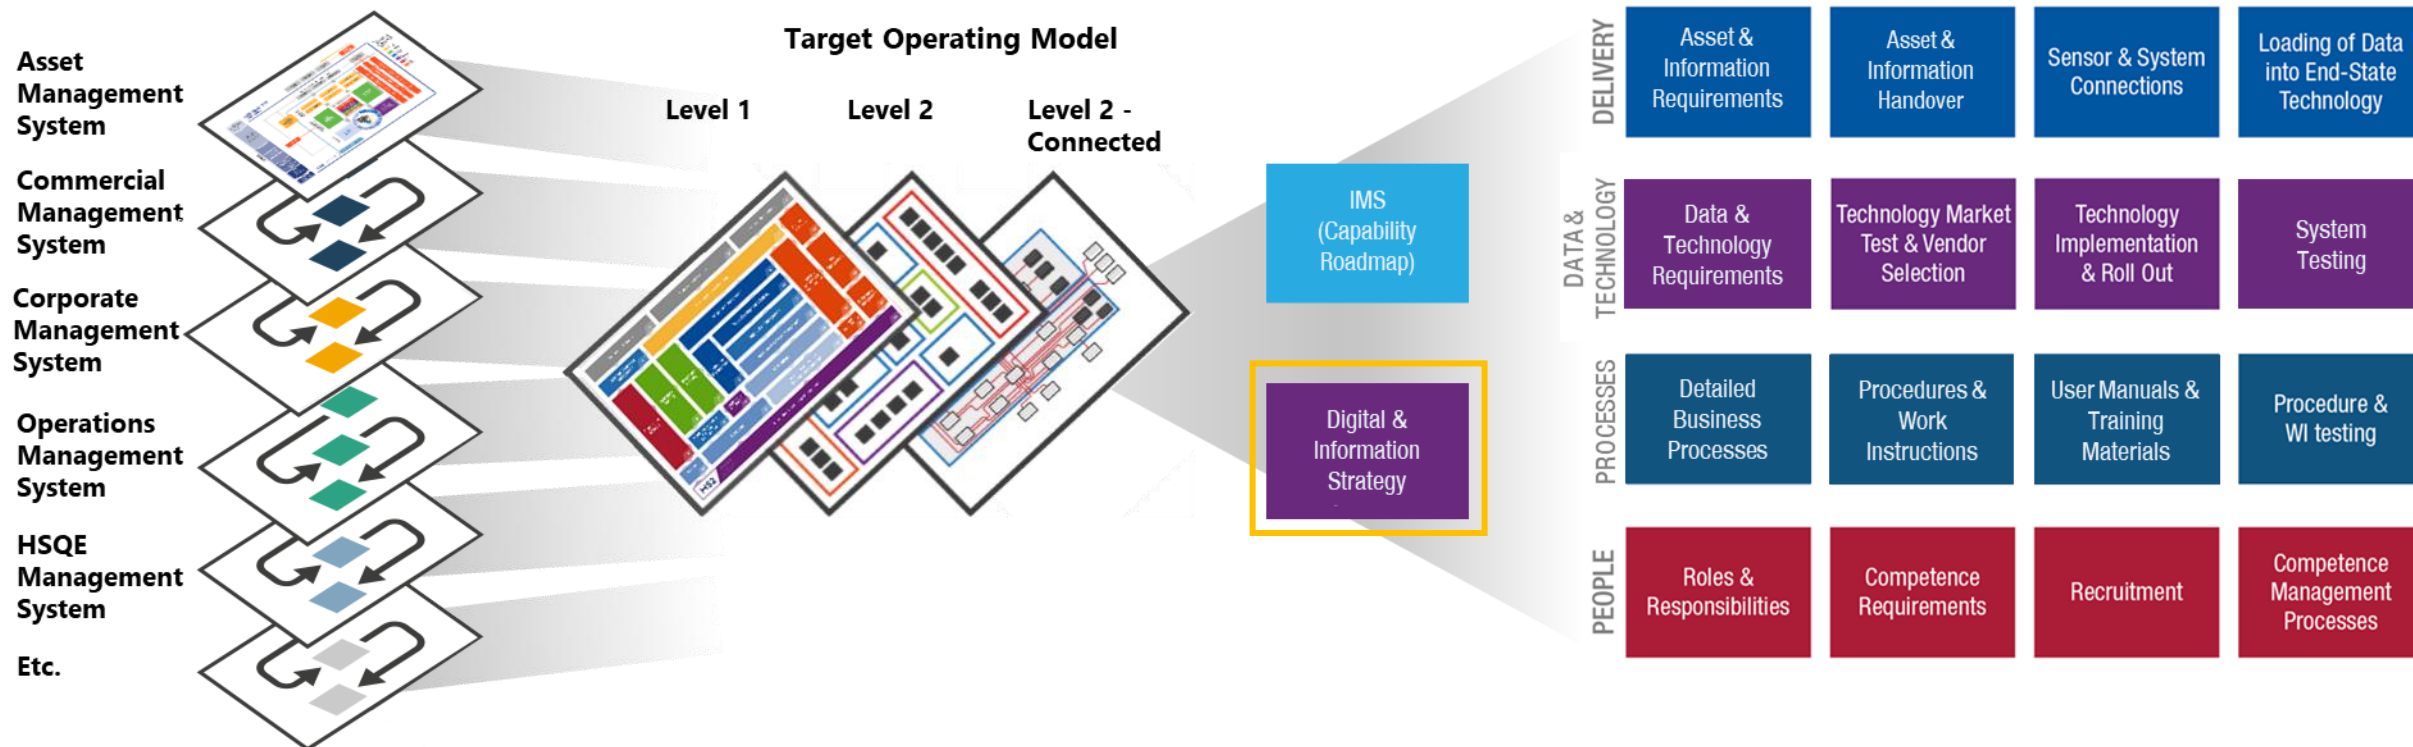 Target Operating Model
Asset
Management
System
Commercial
Management
System
Corporate
Management
System
Operations
Management
System
HSQE
Management
System
Etc.
Level 1
Level 2
Level 2 -
Connected
HS2
IMS
(Capability
Roadmap)
Digital &
Information
Strategy
DELIVERY
Asset &
Information
Requirements
Asset &
Information
Handover
Sensor & System
Connections
Loading of Data
into End-State
Technology
DATA &
TECHNOLOGY
Data &
Technology
Requirements
Technology Market
Test & Vendor
Selection
Technology
Implementation
& Roll Out
System
Testing
PROCESSES
Detailed
Business
Processes
Procedures &
Work
Instructions
User Manuals &
Training
Materials
Procedure &
WI testing
PEOPLE
Roles &
Responsibilities
Competence
Requirements
Recruitment
Competence
Management
Processes